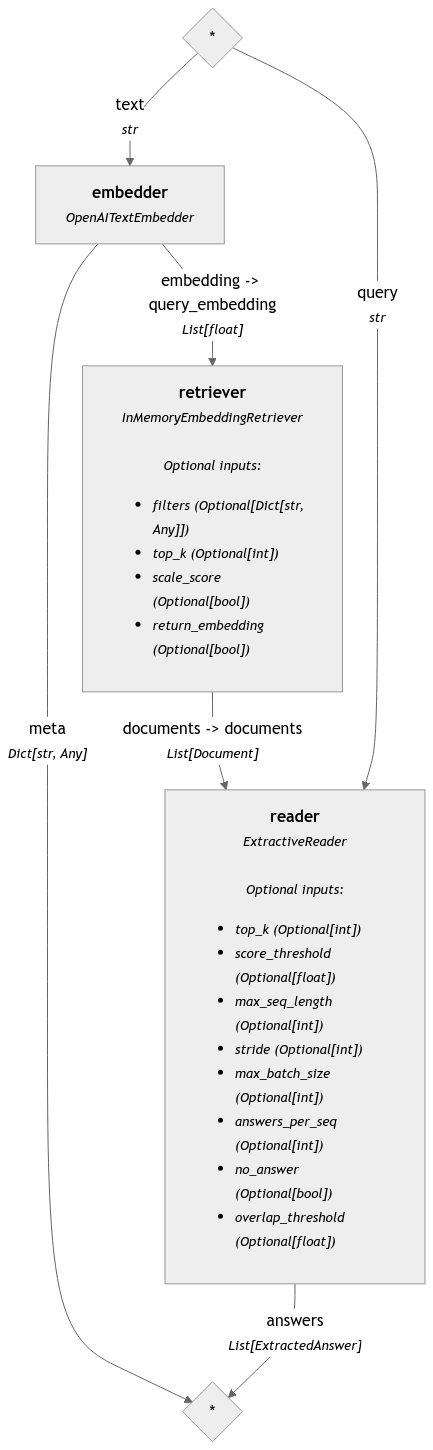 *
text
str
embedder
OpenAITextEmbedder
embedding ->
query_embedding
List[float]
query
str
retriever
InMemoryEmbeddingRetriever
Optional inputs:
• filters (Optional[Dict[str,
Any]])
• top_k (Optional[int])
• scale_score
(Optional[bool])
• return_embedding
(Optional[bool])
meta
Dict[str, Any]
documents -> documents
List[Document]
reader
ExtractiveReader
Optional inputs:
• top_k (Optional[int])
• score_threshold
(Optional[float])
• max_seq_length
(Optional[int])
• stride (Optional[int])
• max_batch_size
(Optional[int])
• answers_per_seq
(Optional[int])
• no_answer
(Optional[bool])
• overlap_threshold
(Optional[float])
answers
List[ExtractedAnswer]
*